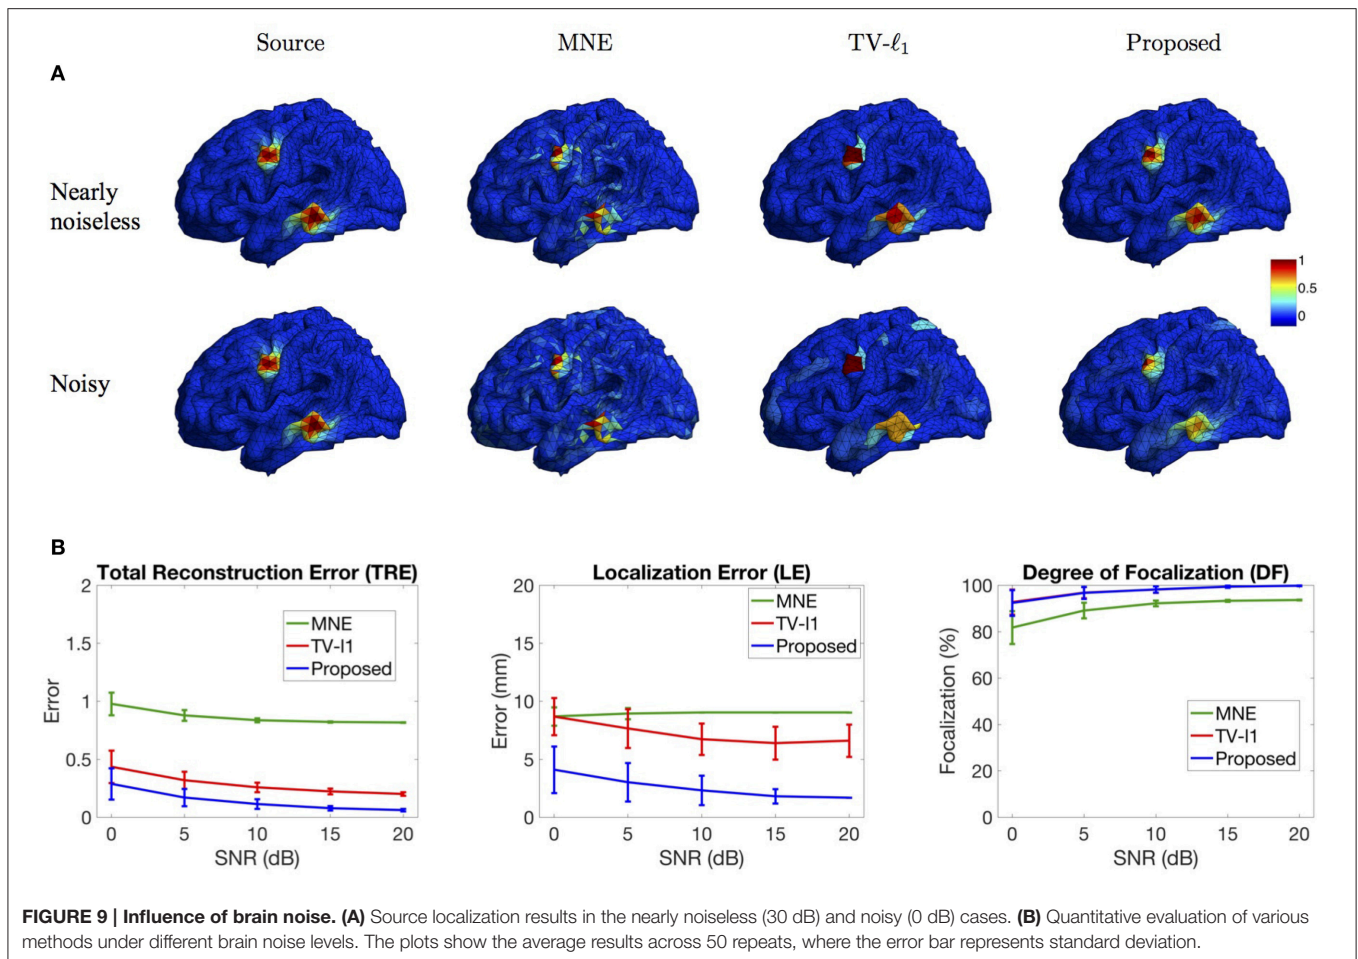 Source MNE TV-ℓ1 Proposed
A
Nearly
noiseless
1
0.5
0
Noisy
B
Total Reconstruction Error (TRE)
2
1.5
1
0.5
0
Error
MNE
TV-l1
Proposed
0 5 10 15 20
SNR (dB)
Localization Error (LE)
20
15
10
5
0
Error (mm)
MNE
TV-l1
Proposed
0 5 10 15 20
SNR (dB)
Degree of Focalization (DF)
100
80
60
40
20
0
Focalization (%)
MNE
TV-l1
Proposed
0 5 10 15 20
SNR (dB)
FIGURE 9 | Influence of brain noise. (A) Source localization results in the nearly noiseless (30 dB) and noisy (0 dB) cases. (B) Quantitative evaluation of various
methods under different brain noise levels. The plots show the average results across 50 repeats, where the error bar represents standard deviation.